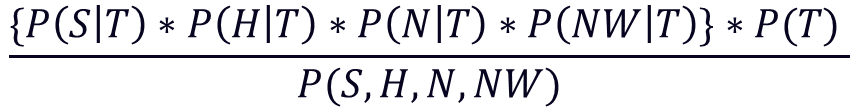 {P(S|T) ∗ P(H|T) ∗ P(N|T) ∗ P(NW|T)} ∗ P(T)
P(S, H, N, NW)